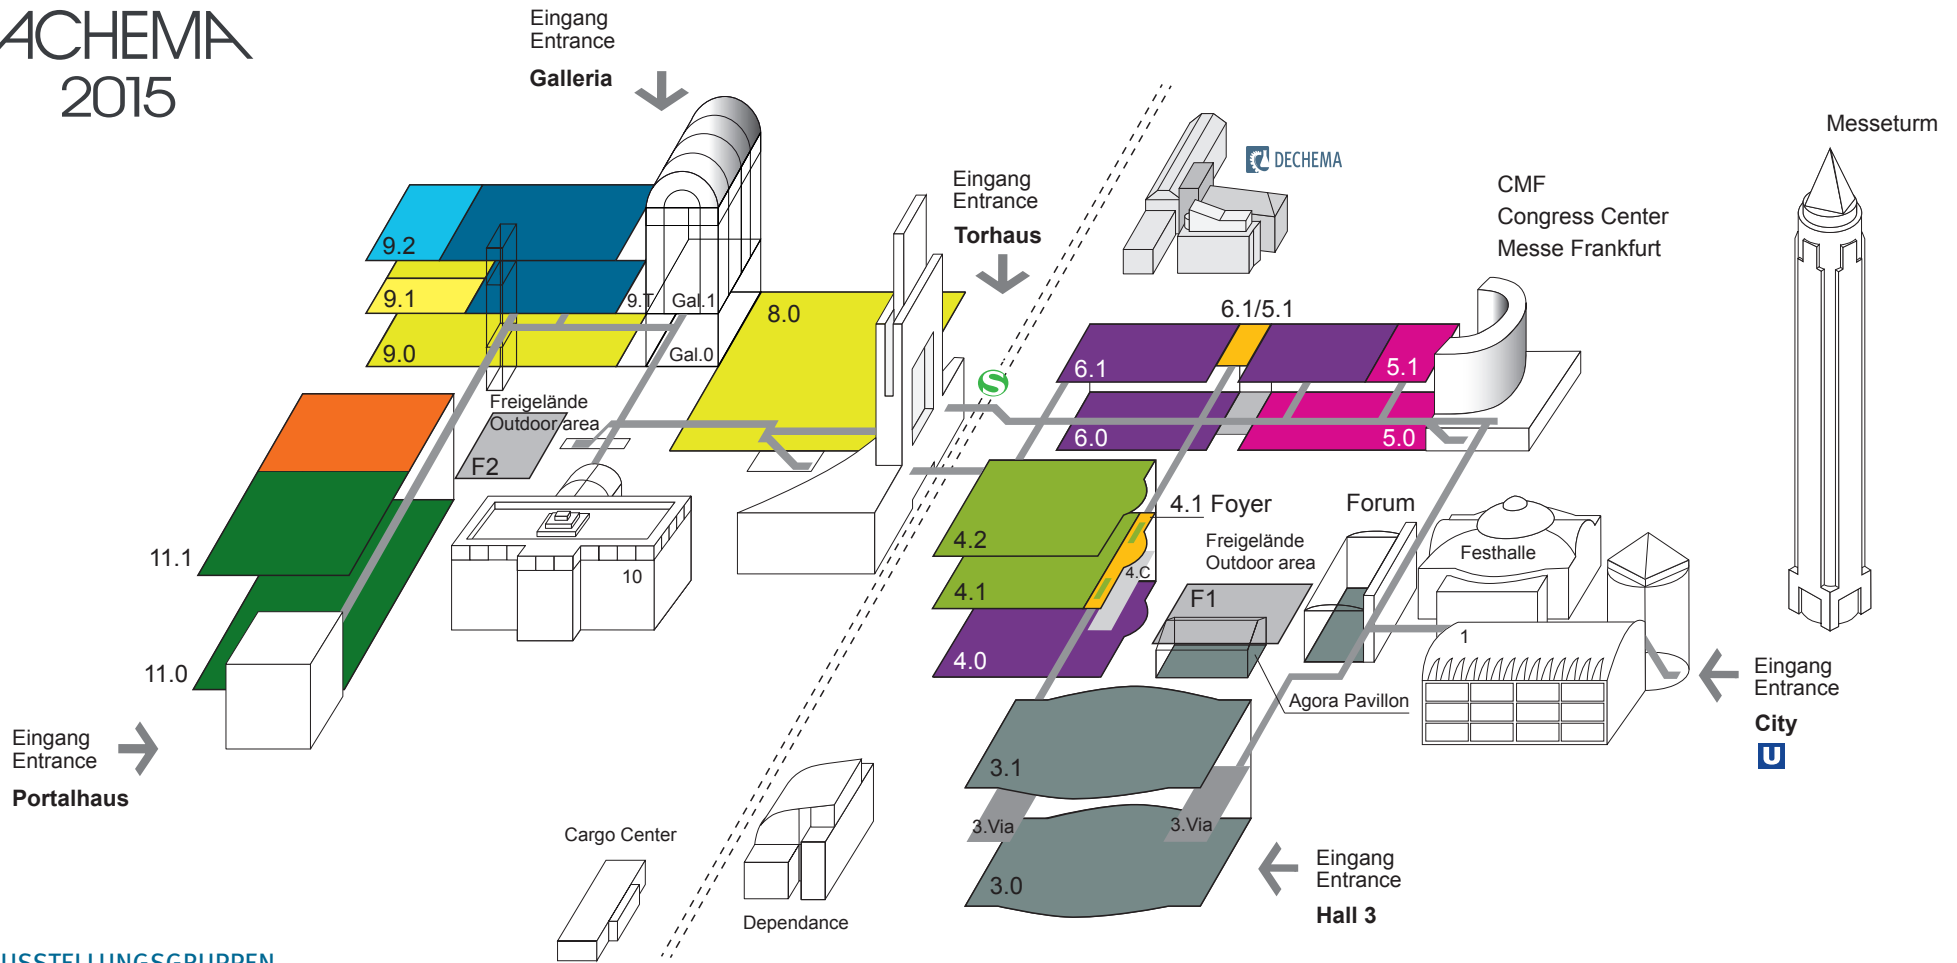 ACHEMA
2015
Eingang
Entrance
Galleria
Messeturm
DECHEMA
Eingang
Entrance
Torhaus
CMF
Congress Center
Messe Frankfurt
9.2
9.1
9.T
Gal.1
8.0
9.0
Gal.0
6.1/5.1
6.1
5.1
S
6.0
5.0
Freigelände
Outdoor area
F2
4.1 Foyer
Forum
4.2
Freigelände
Outdoor area
Festhalle
11.1
10
4.C
4.1
F1
1
4.0
11.0
Agora Pavillon
Eingang
Entrance
City
U
Eingang
Entrance
Portalhaus
3.1
3.Via
3.Via
Cargo Center
3.0
Eingang
Entrance
Hall 3
Dependance
USSTELLUNGSGRUPPEN